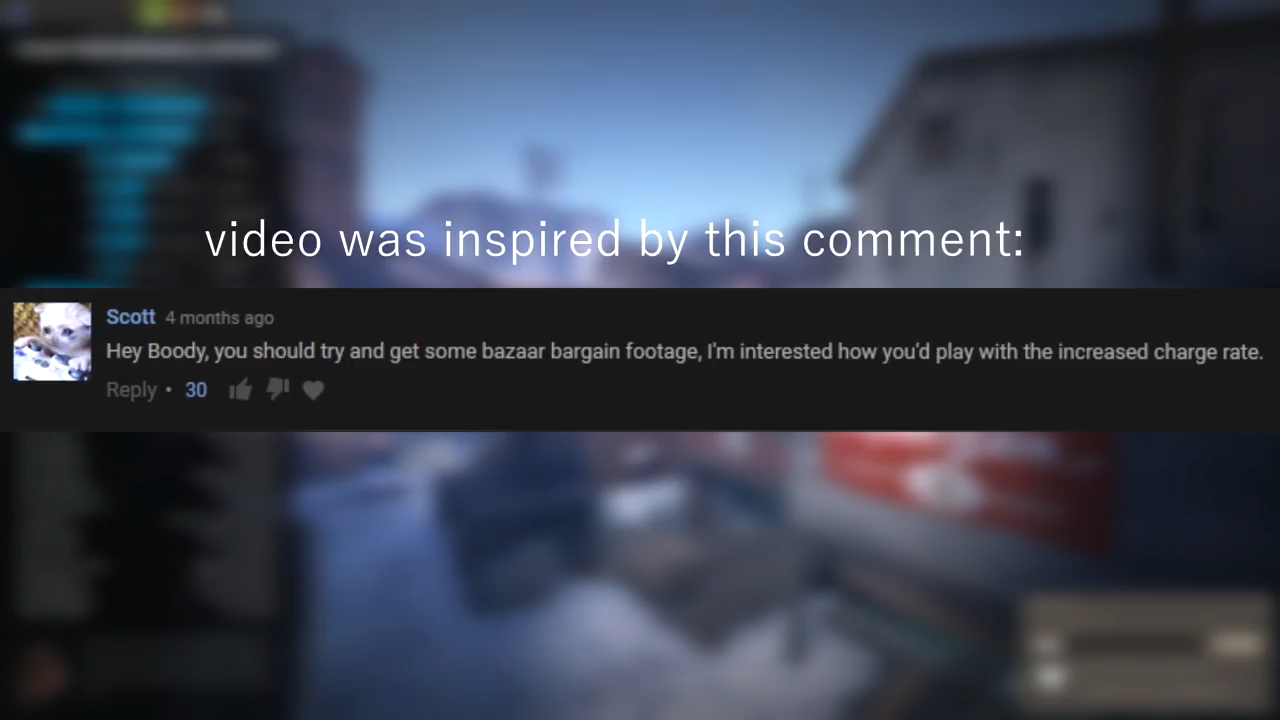 video was inspired by this comment:
Scott 4 months ago
Hey Boody, you should try and get some bazaar bargain footage, I'm interested how you'd play with the increased charge rate.
Reply • 30